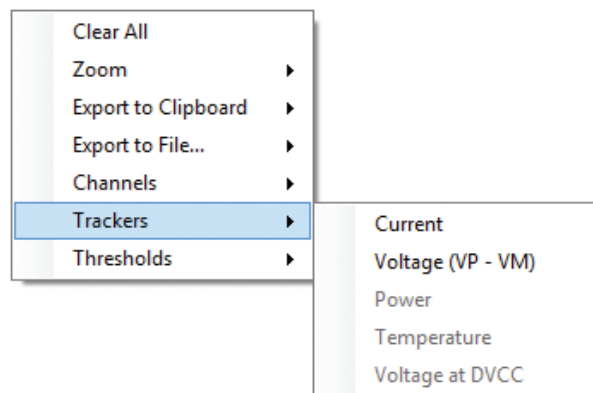 Clear All
Zoom
Export to Clipboard
Export to File...
Channels
Trackers
Thresholds
Current
Voltage (VP - VM)
Power
Temperature
Voltage at DVCC